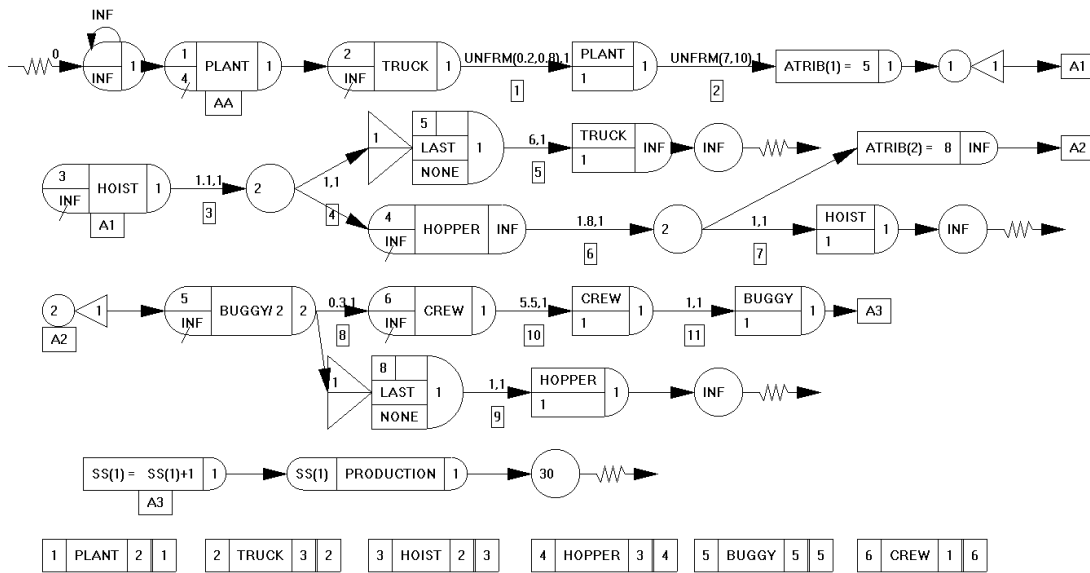 INF
0
INF 1
1 PLANT 1
4
AA
2 TRUCK 1
INF
UNFRM(0.2,0.8),1
1
PLANT 1
1
UNFRM(7,10),1
2
ATRIB(1) = 5 1
1
1
A1
3 HOIST 1
INF
A1
1.1,1
3
2
1,1
4
1
5
LAST 1
NONE
6,1
5
TRUCK INF
1
INF
4 HOPPER INF
INF
1.8,1
6
2
ATRIB(2) = 8 INF
A2
1,1
7
HOIST 1
1
INF
2
A2
1
5 BUGGY/2 2
INF
0.3,1
8
6 CREW 1
INF
5.5,1
10
CREW 1
1
1,1
11
BUGGY 1
1
A3
1
8
LAST 1
NONE
1,1
9
HOPPER 1
1
INF
SS(1) = SS(1)+1 1
A3
SS(1) PRODUCTION 1
30
1 PLANT 2 1
2 TRUCK 3 2
3 HOIST 2 3
4 HOPPER 3 4
5 BUGGY 5 5
6 CREW 1 6